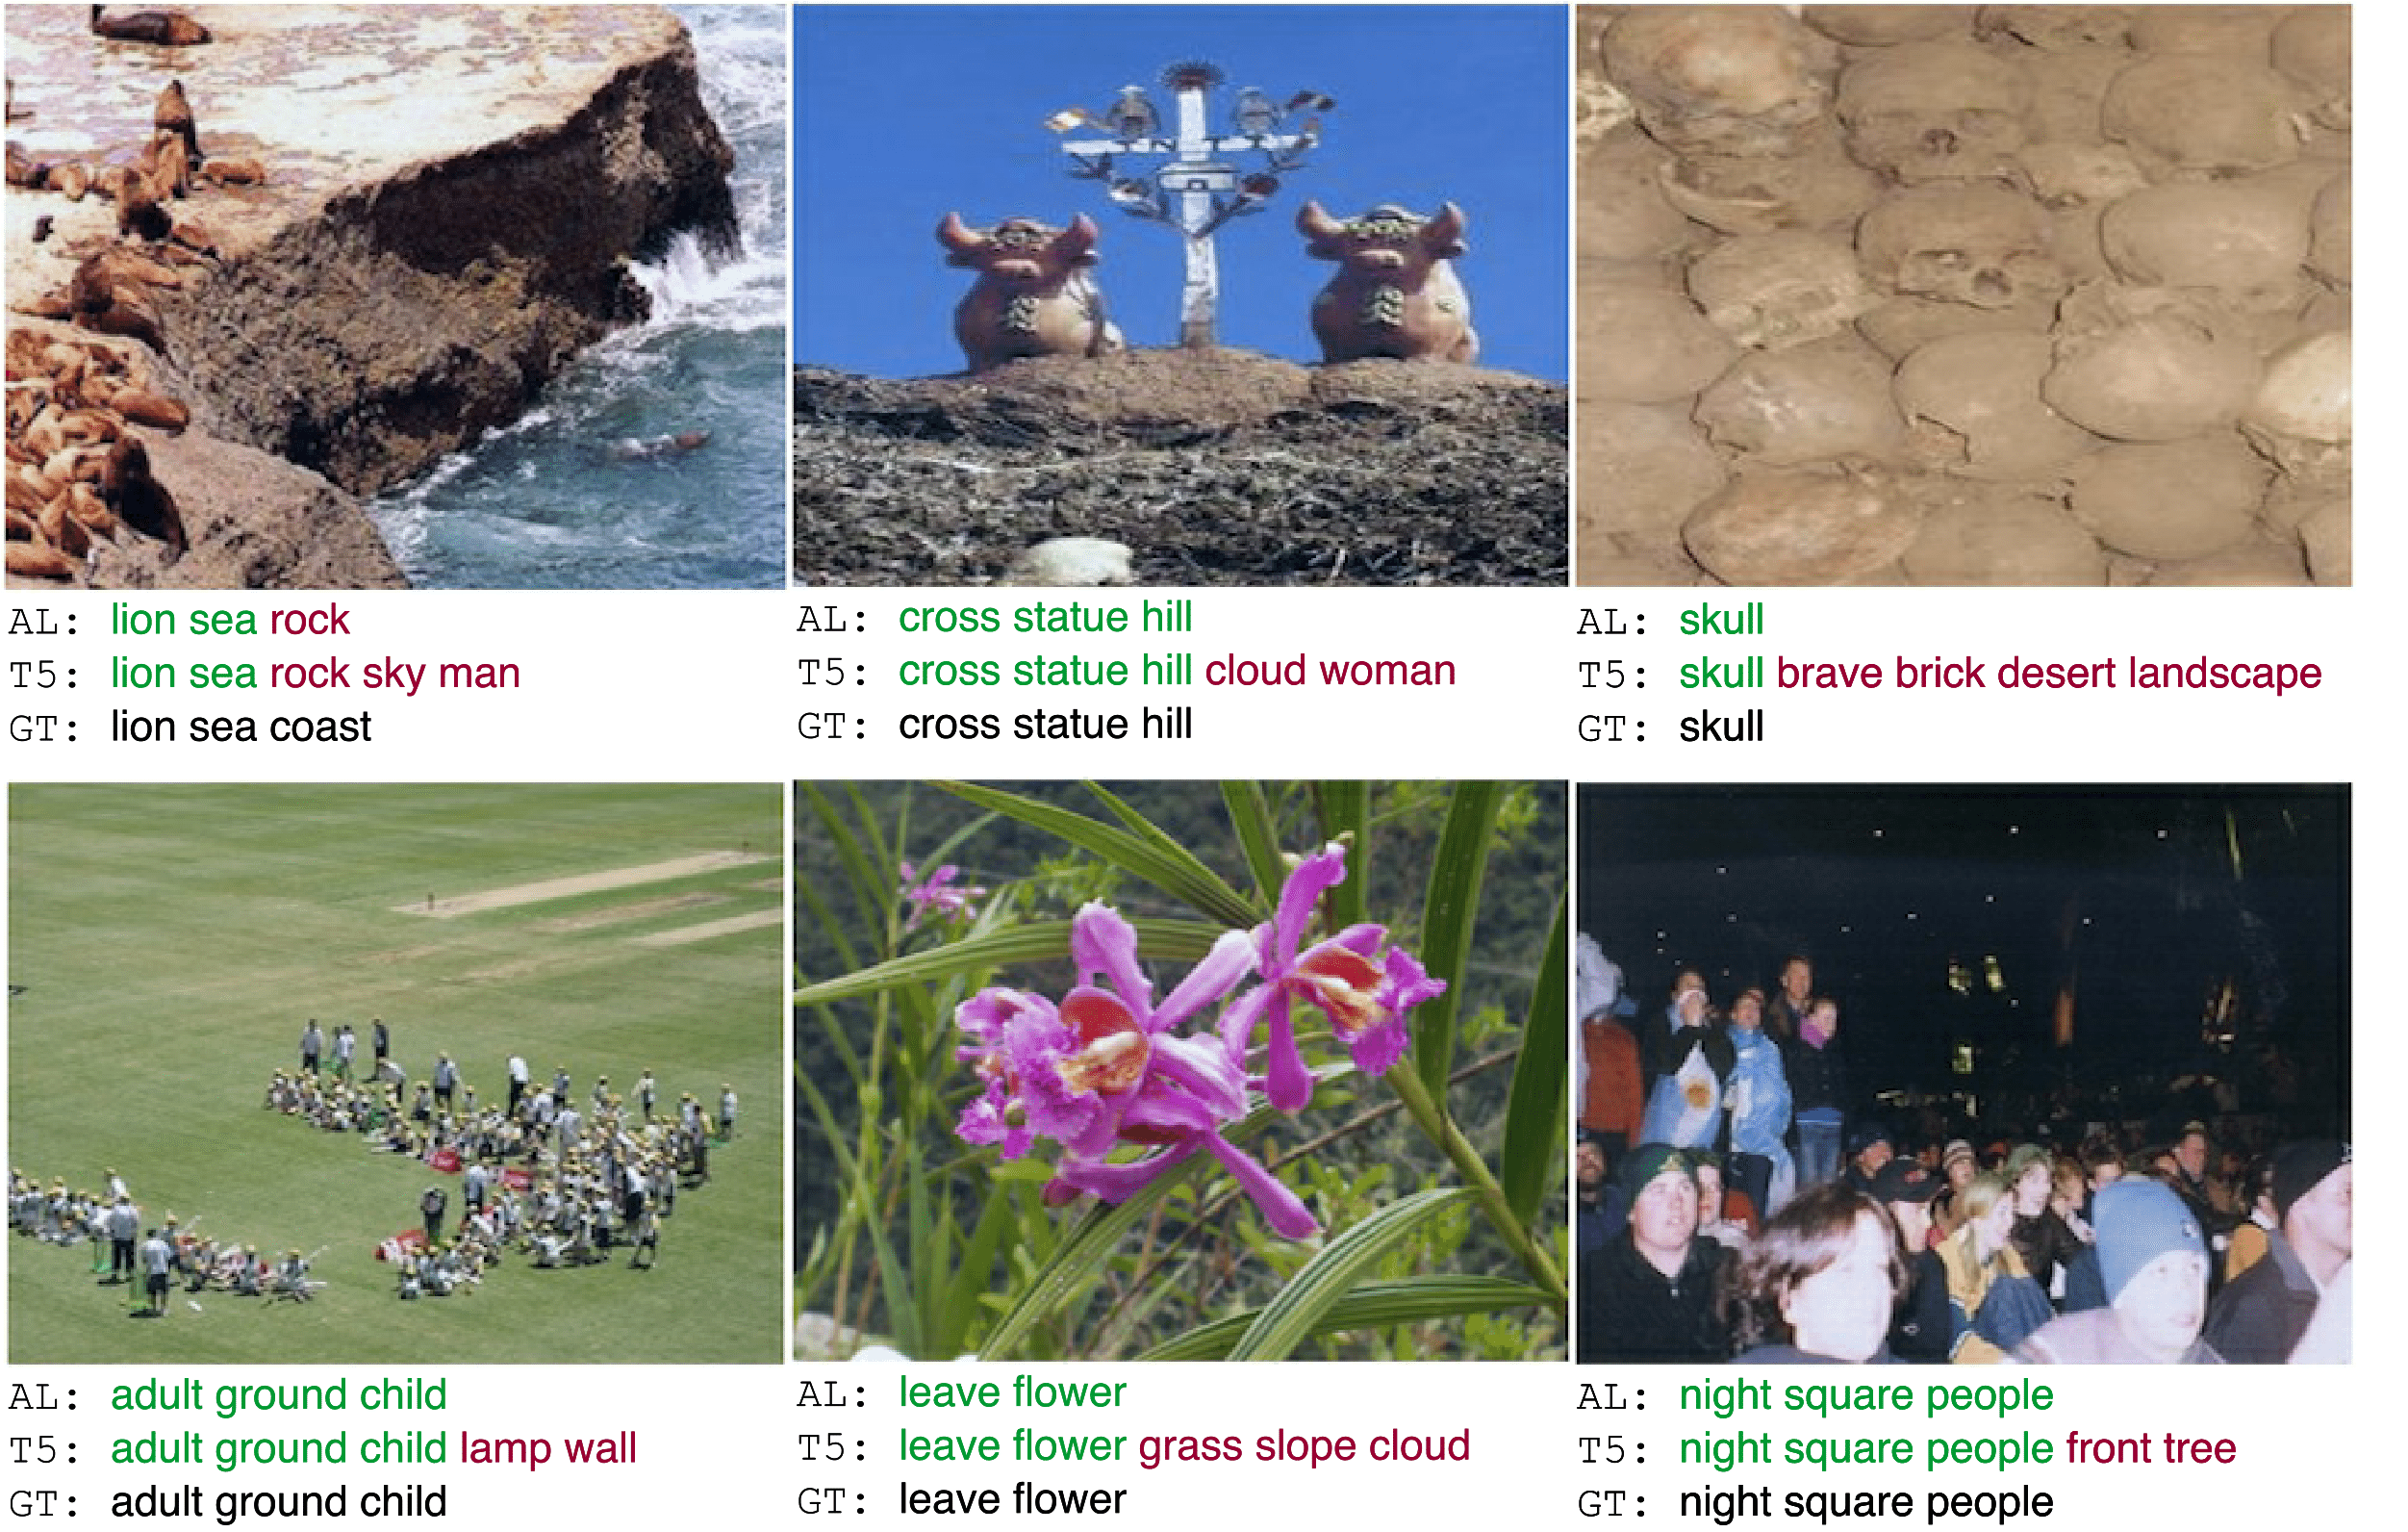 AL: lion sea rock
T5: lion sea rock sky man
GT: lion sea coast
AL: cross statue hill
T5: cross statue hill cloud woman
GT: cross statue hill
AL: skull
T5: skull brave brick desert landscape
GT: skull
AL: adult ground child
T5: adult ground child lamp wall
GT: adult ground child
AL: leave flower
T5: leave flower grass slope cloud
GT: leave flower
AL: night square people
T5: night square people front tree
GT: night square people